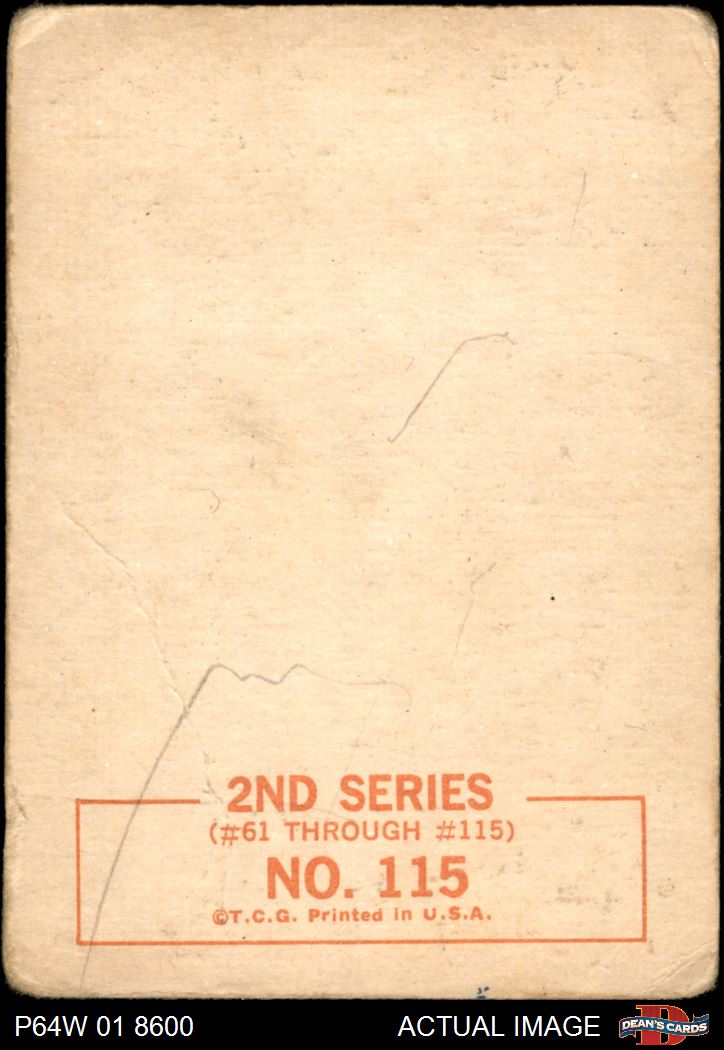 2ND SERIES
(#61 THROUGH #115)
NO. 115
©T.C.G. Printed in U.S.A.
P64W 01 8600
ACTUAL IMAGE
D
DEAN'S CARDS